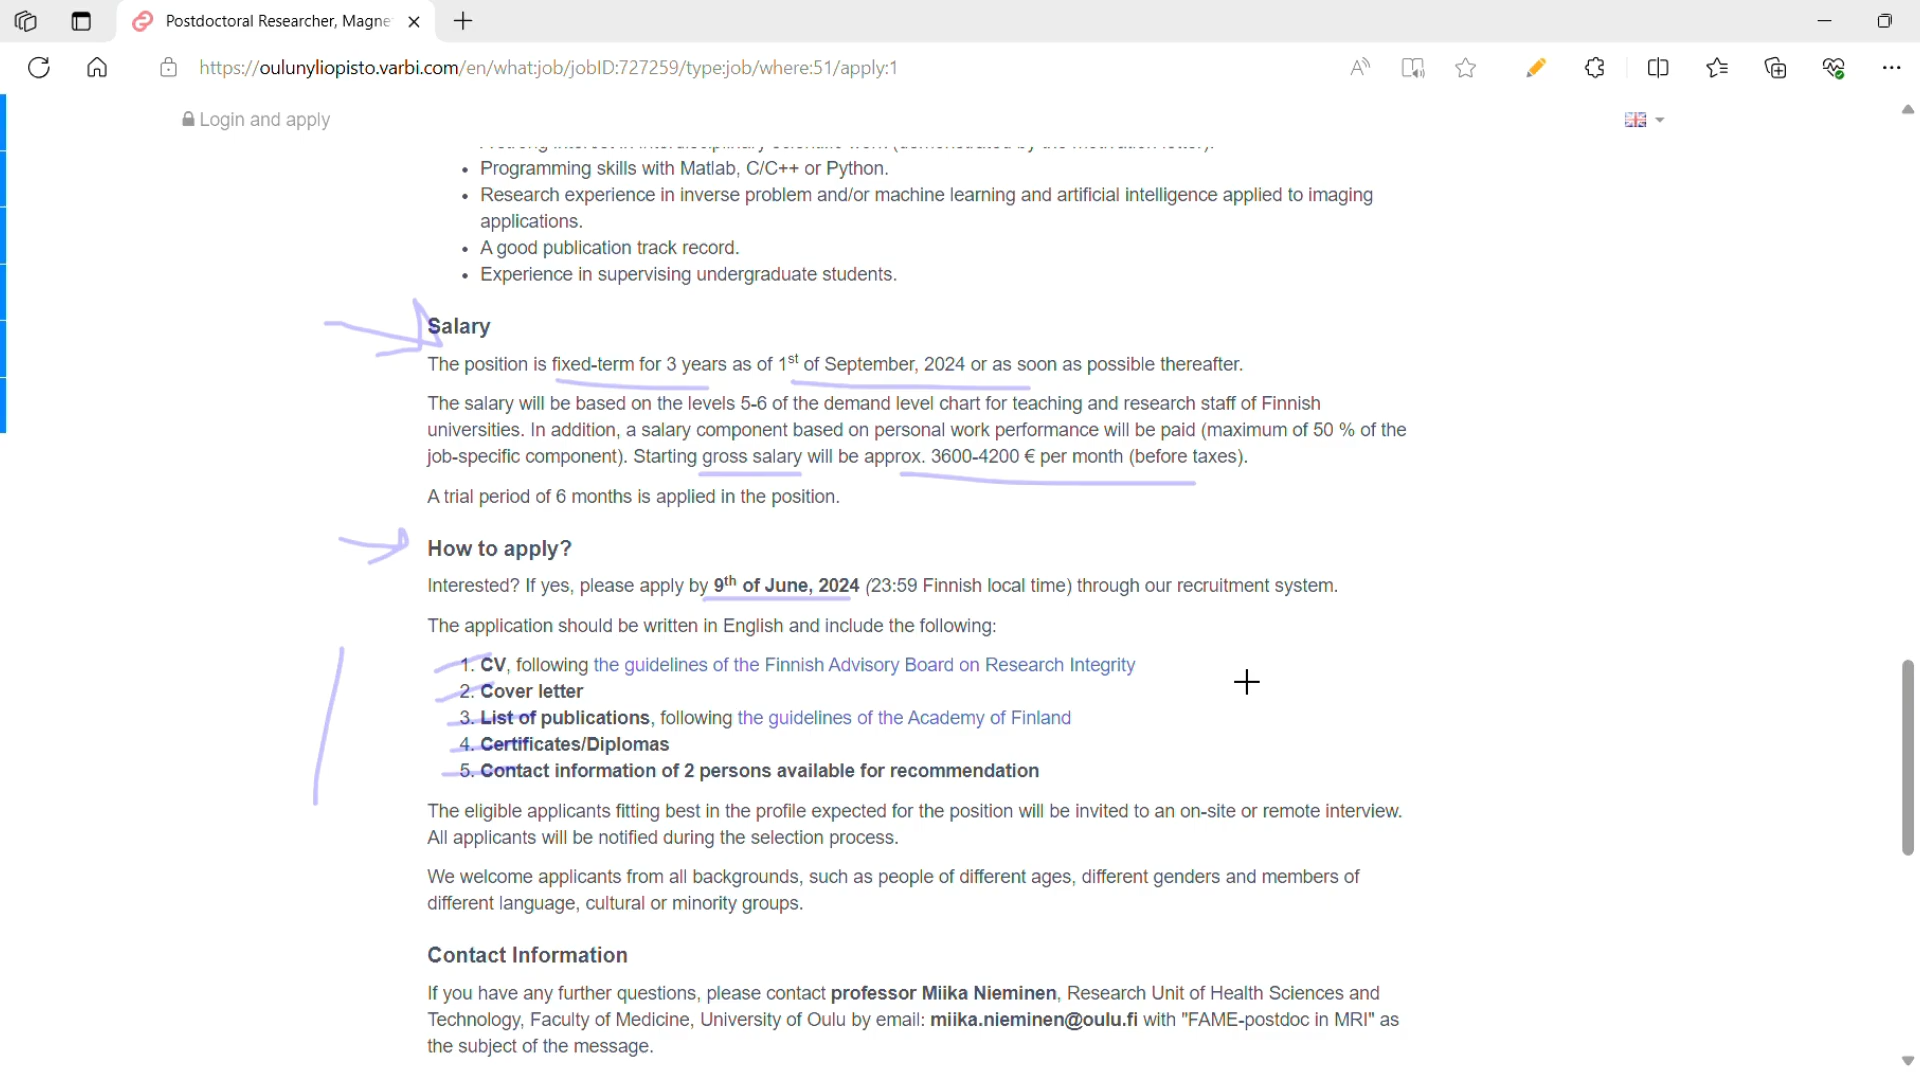 Postdoctoral Researcher, Magne
https://oulunyliopisto.varbi.com/en/what:job/jobID:727259/type:job/where:51/apply:1
Login and apply
Programming skills with Matlab, C/C++ or Python.
Research experience in inverse problem and/or machine learning and artificial intelligence applied to imaging
applications.
A good publication track record.
Experience in supervising undergraduate students.
Salary
The position is fixed-term for 3 years as of 1st of September, 2024 or as soon as possible thereafter.
The salary will be based on the levels 5-6 of the demand level chart for teaching and research staff of Finnish
universities. In addition, a salary component based on personal work performance will be paid (maximum of 50 % of the
job-specific component). Starting gross salary will be approx. 3600-4200 € per month (before taxes).
A trial period of 6 months is applied in the position.
How to apply?
Interested? If yes, please apply by 9th of June, 2024 (23:59 Finnish local time) through our recruitment system.
The application should be written in English and include the following:
1. CV, following the guidelines of the Finnish Advisory Board on Research Integrity
2. Cover letter
3. List of publications, following the guidelines of the Academy of Finland
4. Certificates/Diplomas
5. Contact information of 2 persons available for recommendation
The eligible applicants fitting best in the profile expected for the position will be invited to an on-site or remote interview.
All applicants will be notified during the selection process.
We welcome applicants from all backgrounds, such as people of different ages, different genders and members of
different language, cultural or minority groups.
Contact Information
If you have any further questions, please contact professor Miika Nieminen, Research Unit of Health Sciences and
Technology, Faculty of Medicine, University of Oulu by email: miika.nieminen@oulu.fi with "FAME-postdoc in MRI" as
the subject of the message.